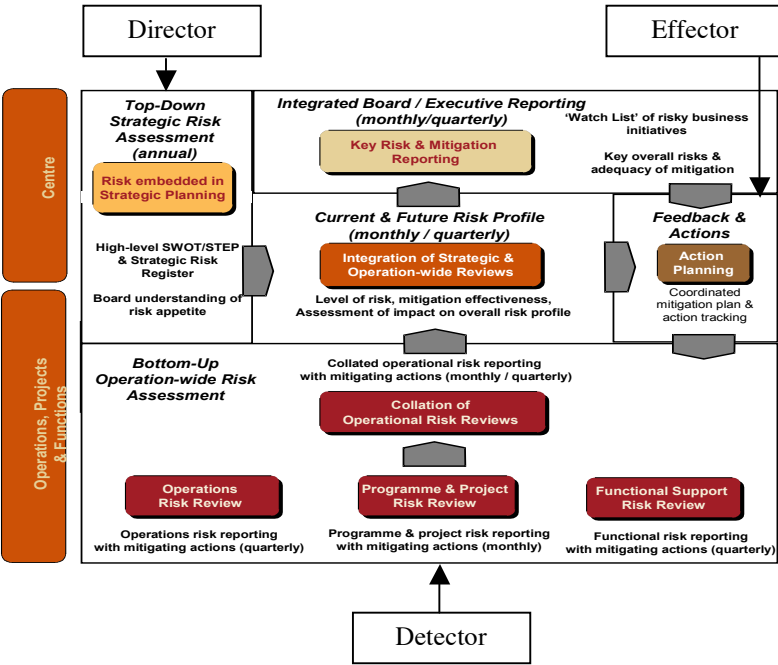 Director
Effector
Centre
Top-Down
Strategic Risk
Assessment
(annual)
Risk embedded in
Strategic Planning
High-level SWOT/STEP
& Strategic Risk
Register
Board understanding of
risk appetite
Integrated Board / Executive Reporting
(monthly/quarterly)
Key Risk & Mitigation
Reporting
‘Watch List’ of risky business
initiatives
Key overall risks &
adequacy of mitigation
Current & Future Risk Profile
(monthly / quarterly)
Integration of Strategic &
Operation-wide Reviews
Level of risk, mitigation effectiveness,
Assessment of impact on overall risk profile
Feedback &
Actions
Action
Planning
Coordinated
mitigation plan &
action tracking
Operations, Projects
& Functions
Bottom-Up
Operation-wide Risk
Assessment
Collated operational risk reporting
with mitigating actions (monthly / quarterly)
Collation of
Operational Risk Reviews
Operations
Risk Review
Operations risk reporting
with mitigating actions (quarterly)
Programme & Project
Risk Review
Programme & project risk reporting
with mitigating actions (monthly)
Functional Support
Risk Review
Functional risk reporting
with mitigating actions (quarterly)
Detector